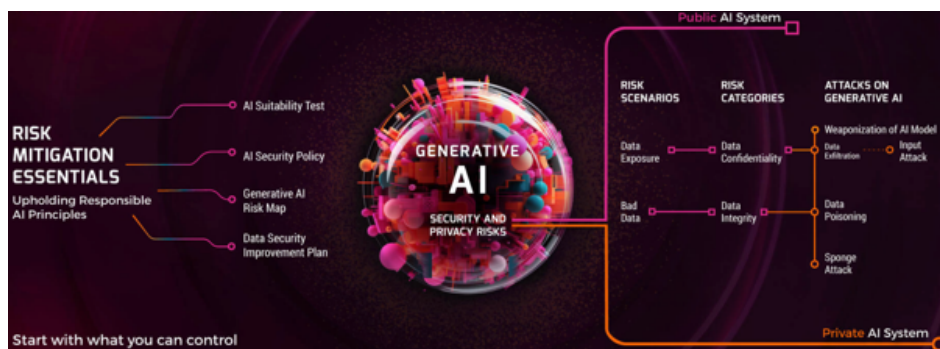 Public AI System
RISK
SCENARIOS
RISK
CATEGORIES
ATTACKS ON
GENERATIVE AI
AI Suitability Test
RISK
MITIGATION
ESSENTIALS
Upholding Responsible
AI Principles
AI Security Policy
Generative AI
Risk Map
Data Security
Improvement Plan
GENERATIVE
AI
SECURITY AND
PRIVACY RISKS
Weaponization of AI Model
Data
Exposure
Data
Confidentiality
Data
Exfiltration
Input
Attack
Bad
Data
Data
Integrity
Data
Poisoning
Sponge
Attack
Start with what you can control
Private AI System